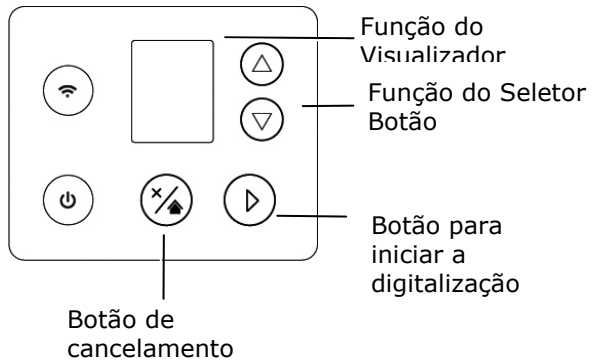 Função do
Visualizador
Função do Seletor
Botão
Botão para
iniciar a
digitalização
Botão de
cancelamento